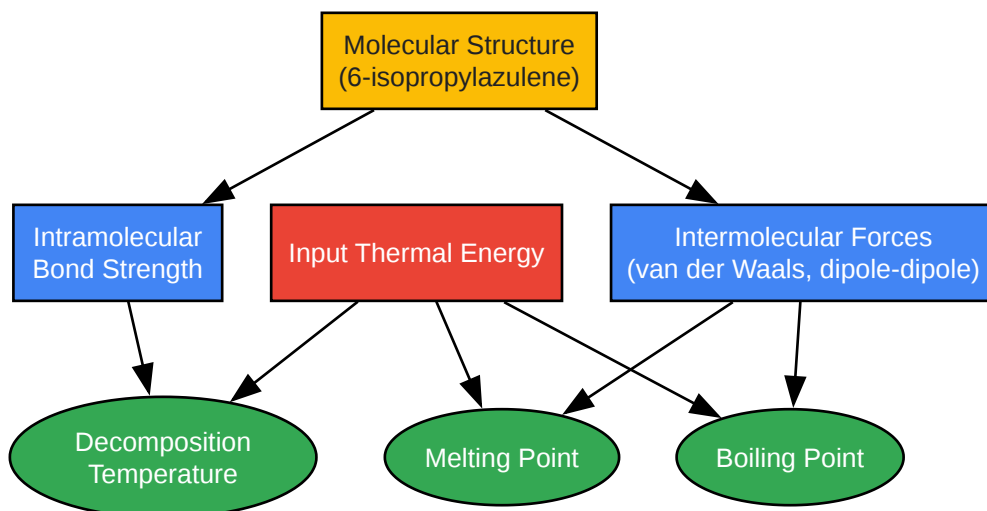 Molecular Structure
(6-isopropylazulene)
Intramolecular
Bond Strength
Input Thermal Energy
Intermolecular Forces
(van der Waals, dipole-dipole)
Decomposition
Temperature
Melting Point
Boiling Point